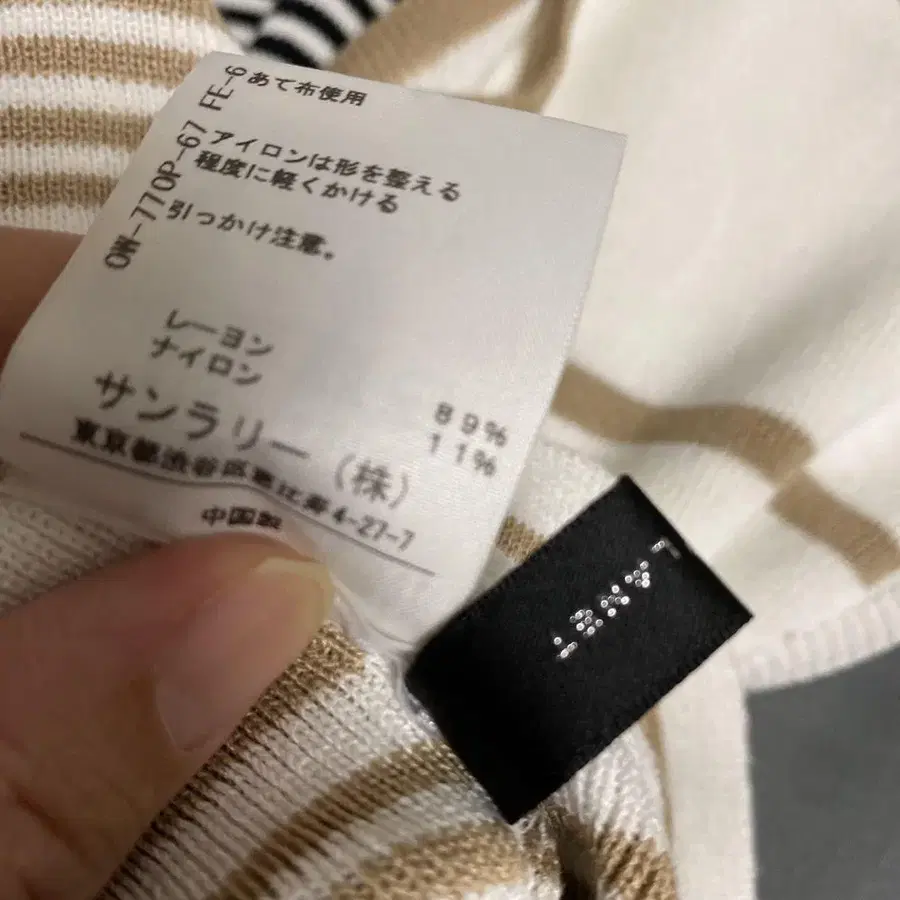 あて布使用
アイロンは形を整える
程度に軽くかける
引っかけ注意。
OW-770P-67 FE-6
レーヨン 89%
ナイロン 11%
サンラリー(株)
東京都渋谷区恵比寿4-27-7
中国製
LANBT